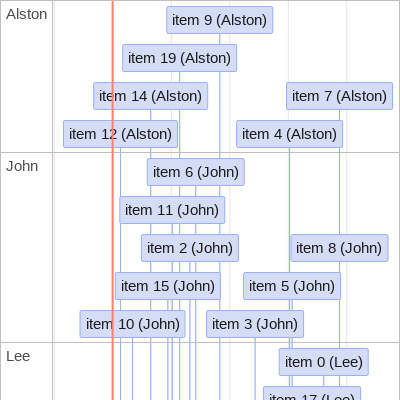 Alston
item 9 (Alston)
item 19 (Alston)
item 14 (Alston)
item 7 (Alston)
item 12 (Alston)
item 4 (Alston)
John
item 6 (John)
item 11 (John)
item 2 (John)
item 8 (John)
item 15 (John)
item 5 (John)
item 10 (John)
item 3 (John)
Lee
item 0 (Lee)
item 17 (Lee)